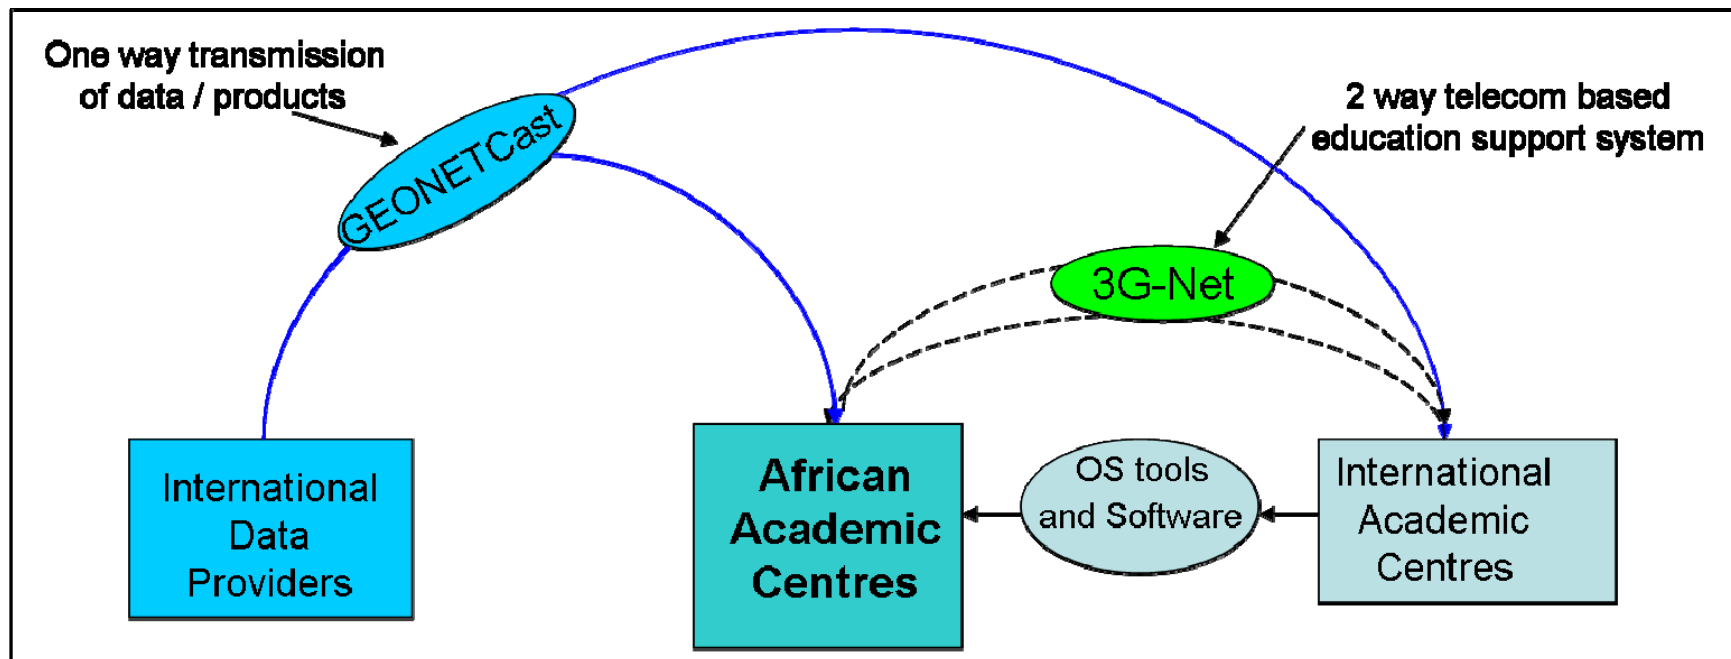 One way transmission
of data / products
GEONETCast
2 way telecom based
education support system
3G-Net
International
Data
Providers
African
Academic
Centres
OS tools
and Software
International
Academic
Centres